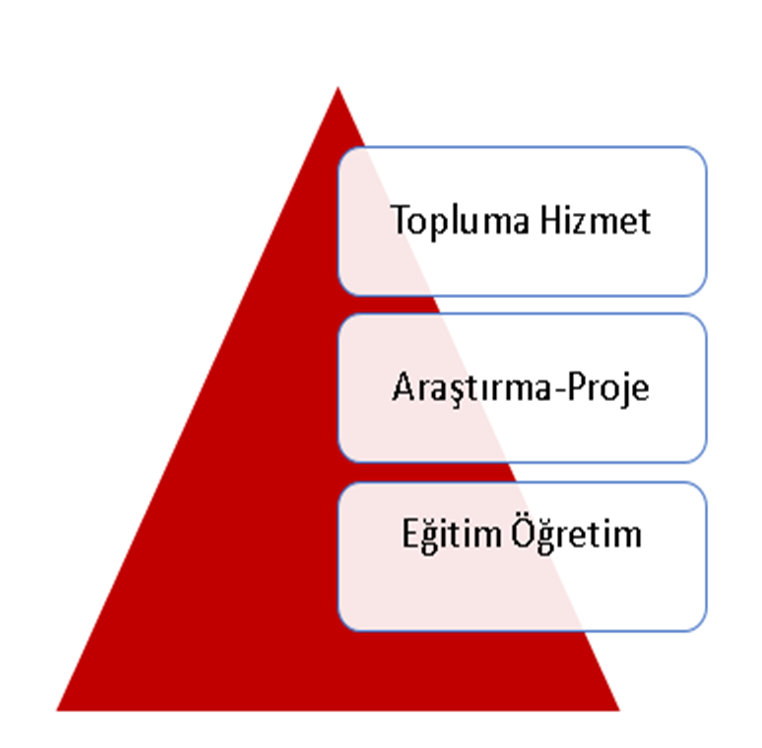 Topluma Hizmet
Araştırma-Proje
Eğitim Öğretim